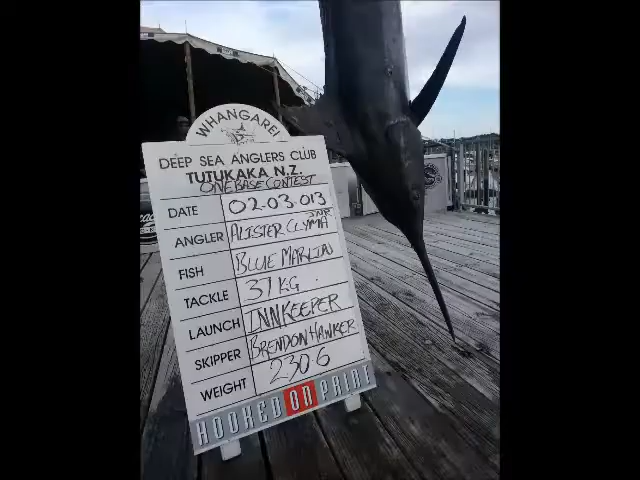 WHANGAREI
DEEP SEA ANGLERS CLUB
TUTUKAKA N.Z.
ONE BASE CONTEST
DATE 02.03.013
ANGLER ALISTER CLYMA JNR
FISH BLUE MARLIN
TACKLE 37 KG
LAUNCH INNKEEPER
SKIPPER BRENDON HAWKER
WEIGHT 230.6
HOOKED ON PRINT